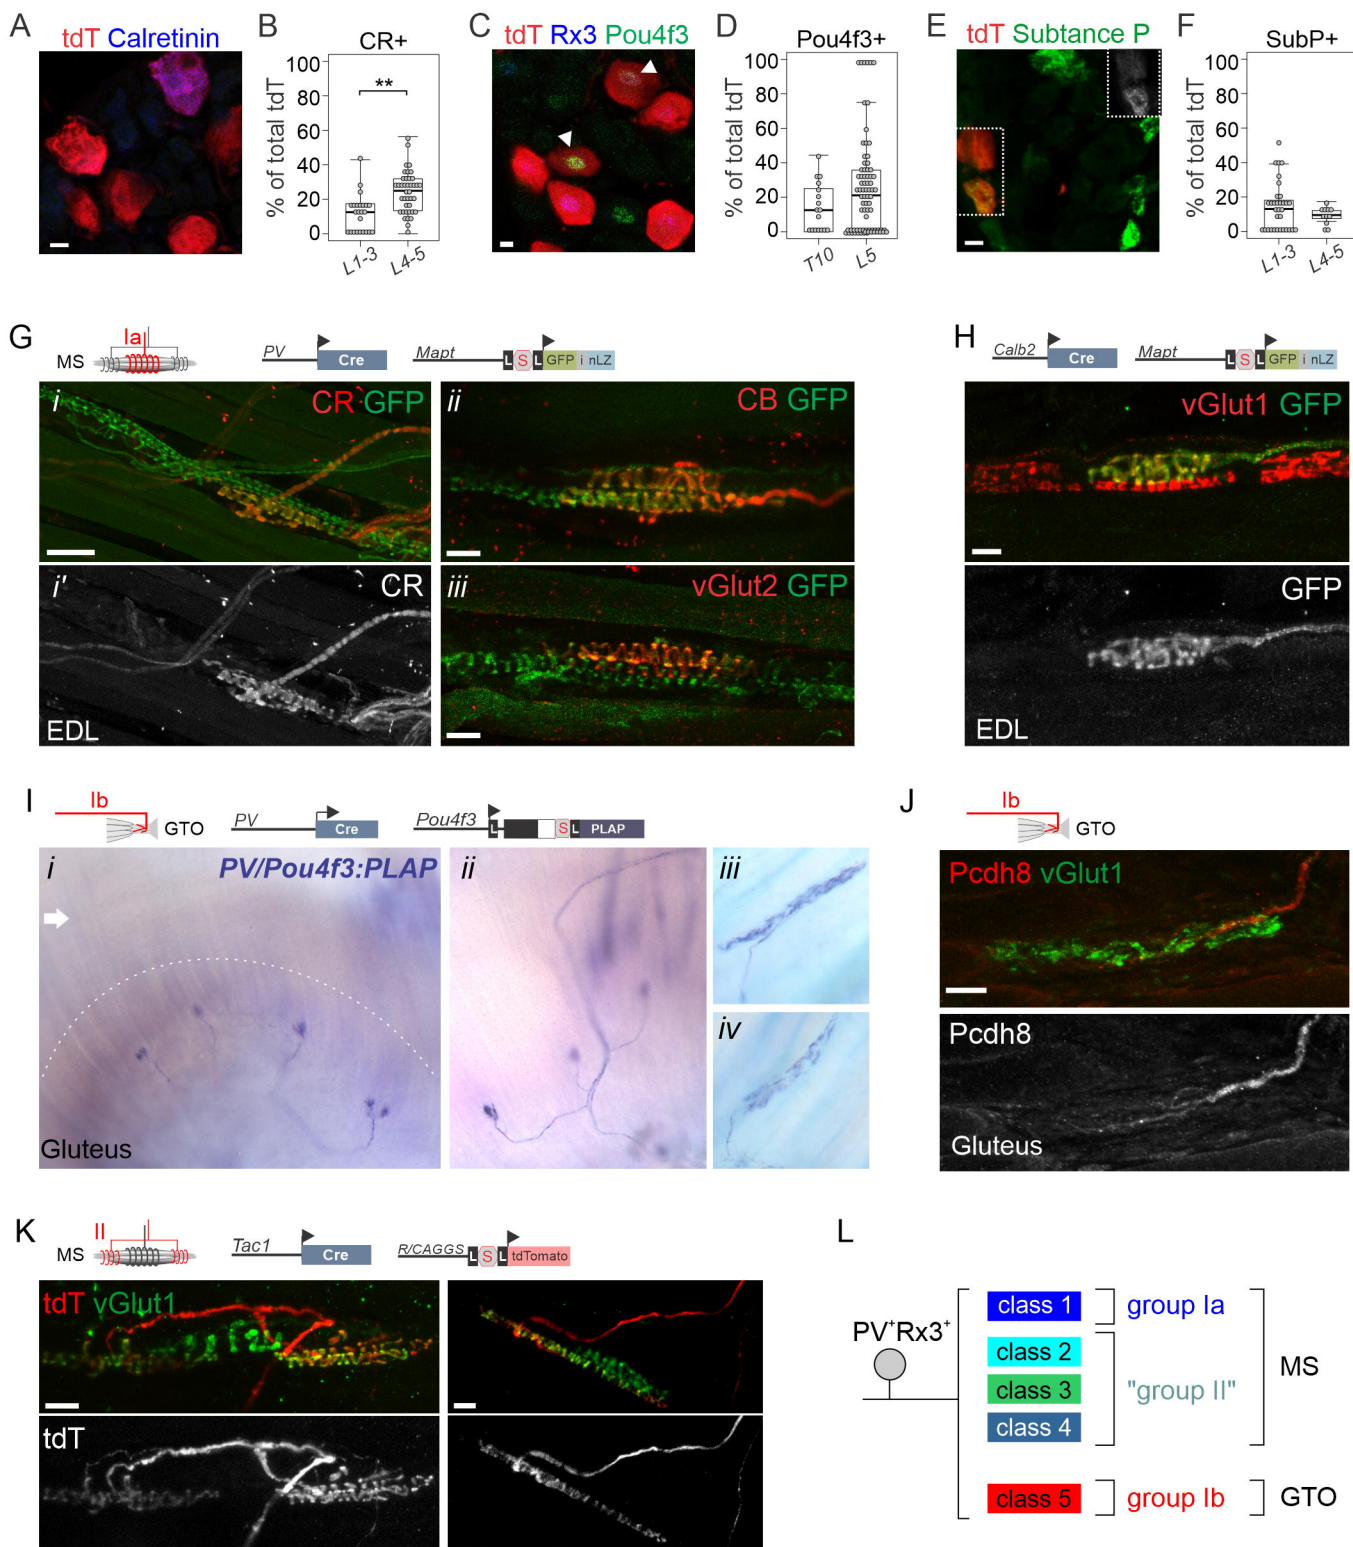 A
tdT Calretinin
B
CR+
% of total tdT
100
80
60
40
20
0
**
L1-3
L4-5
C
tdT Rx3 Pou4f3
D
Pou4f3+
% of total tdT
100
80
60
40
20
0
T10
L5
E
tdT Subtance P
F
SubP+
% of total tdT
100
80
60
40
20
0
L1-3
L4-5
G
Ia
MS
PV
Cre
Mapt
L S L GFP i nLZ
i
CR GFP
ii
CB GFP
i'
CR
EDL
iii
vGlut2 GFP
H
Calb2
Cre
Mapt
L S L GFP i nLZ
vGlut1 GFP
GFP
EDL
I
Ib
GTO
PV
Cre
Pou4f3
L S L PLAP
i
PV/Pou4f3:PLAP
Gluteus
ii
iii
iv
J
Ib
GTO
Pcdh8 vGlut1
Pcdh8
Gluteus
K
II
MS
Tac1
Cre
R/CAGGS
L S L tdTomato
tdT vGlut1
tdT
L
PV+Rx3+
class 1
group Ia
class 2
class 3
"group II"
class 4
MS
class 5
group Ib
GTO